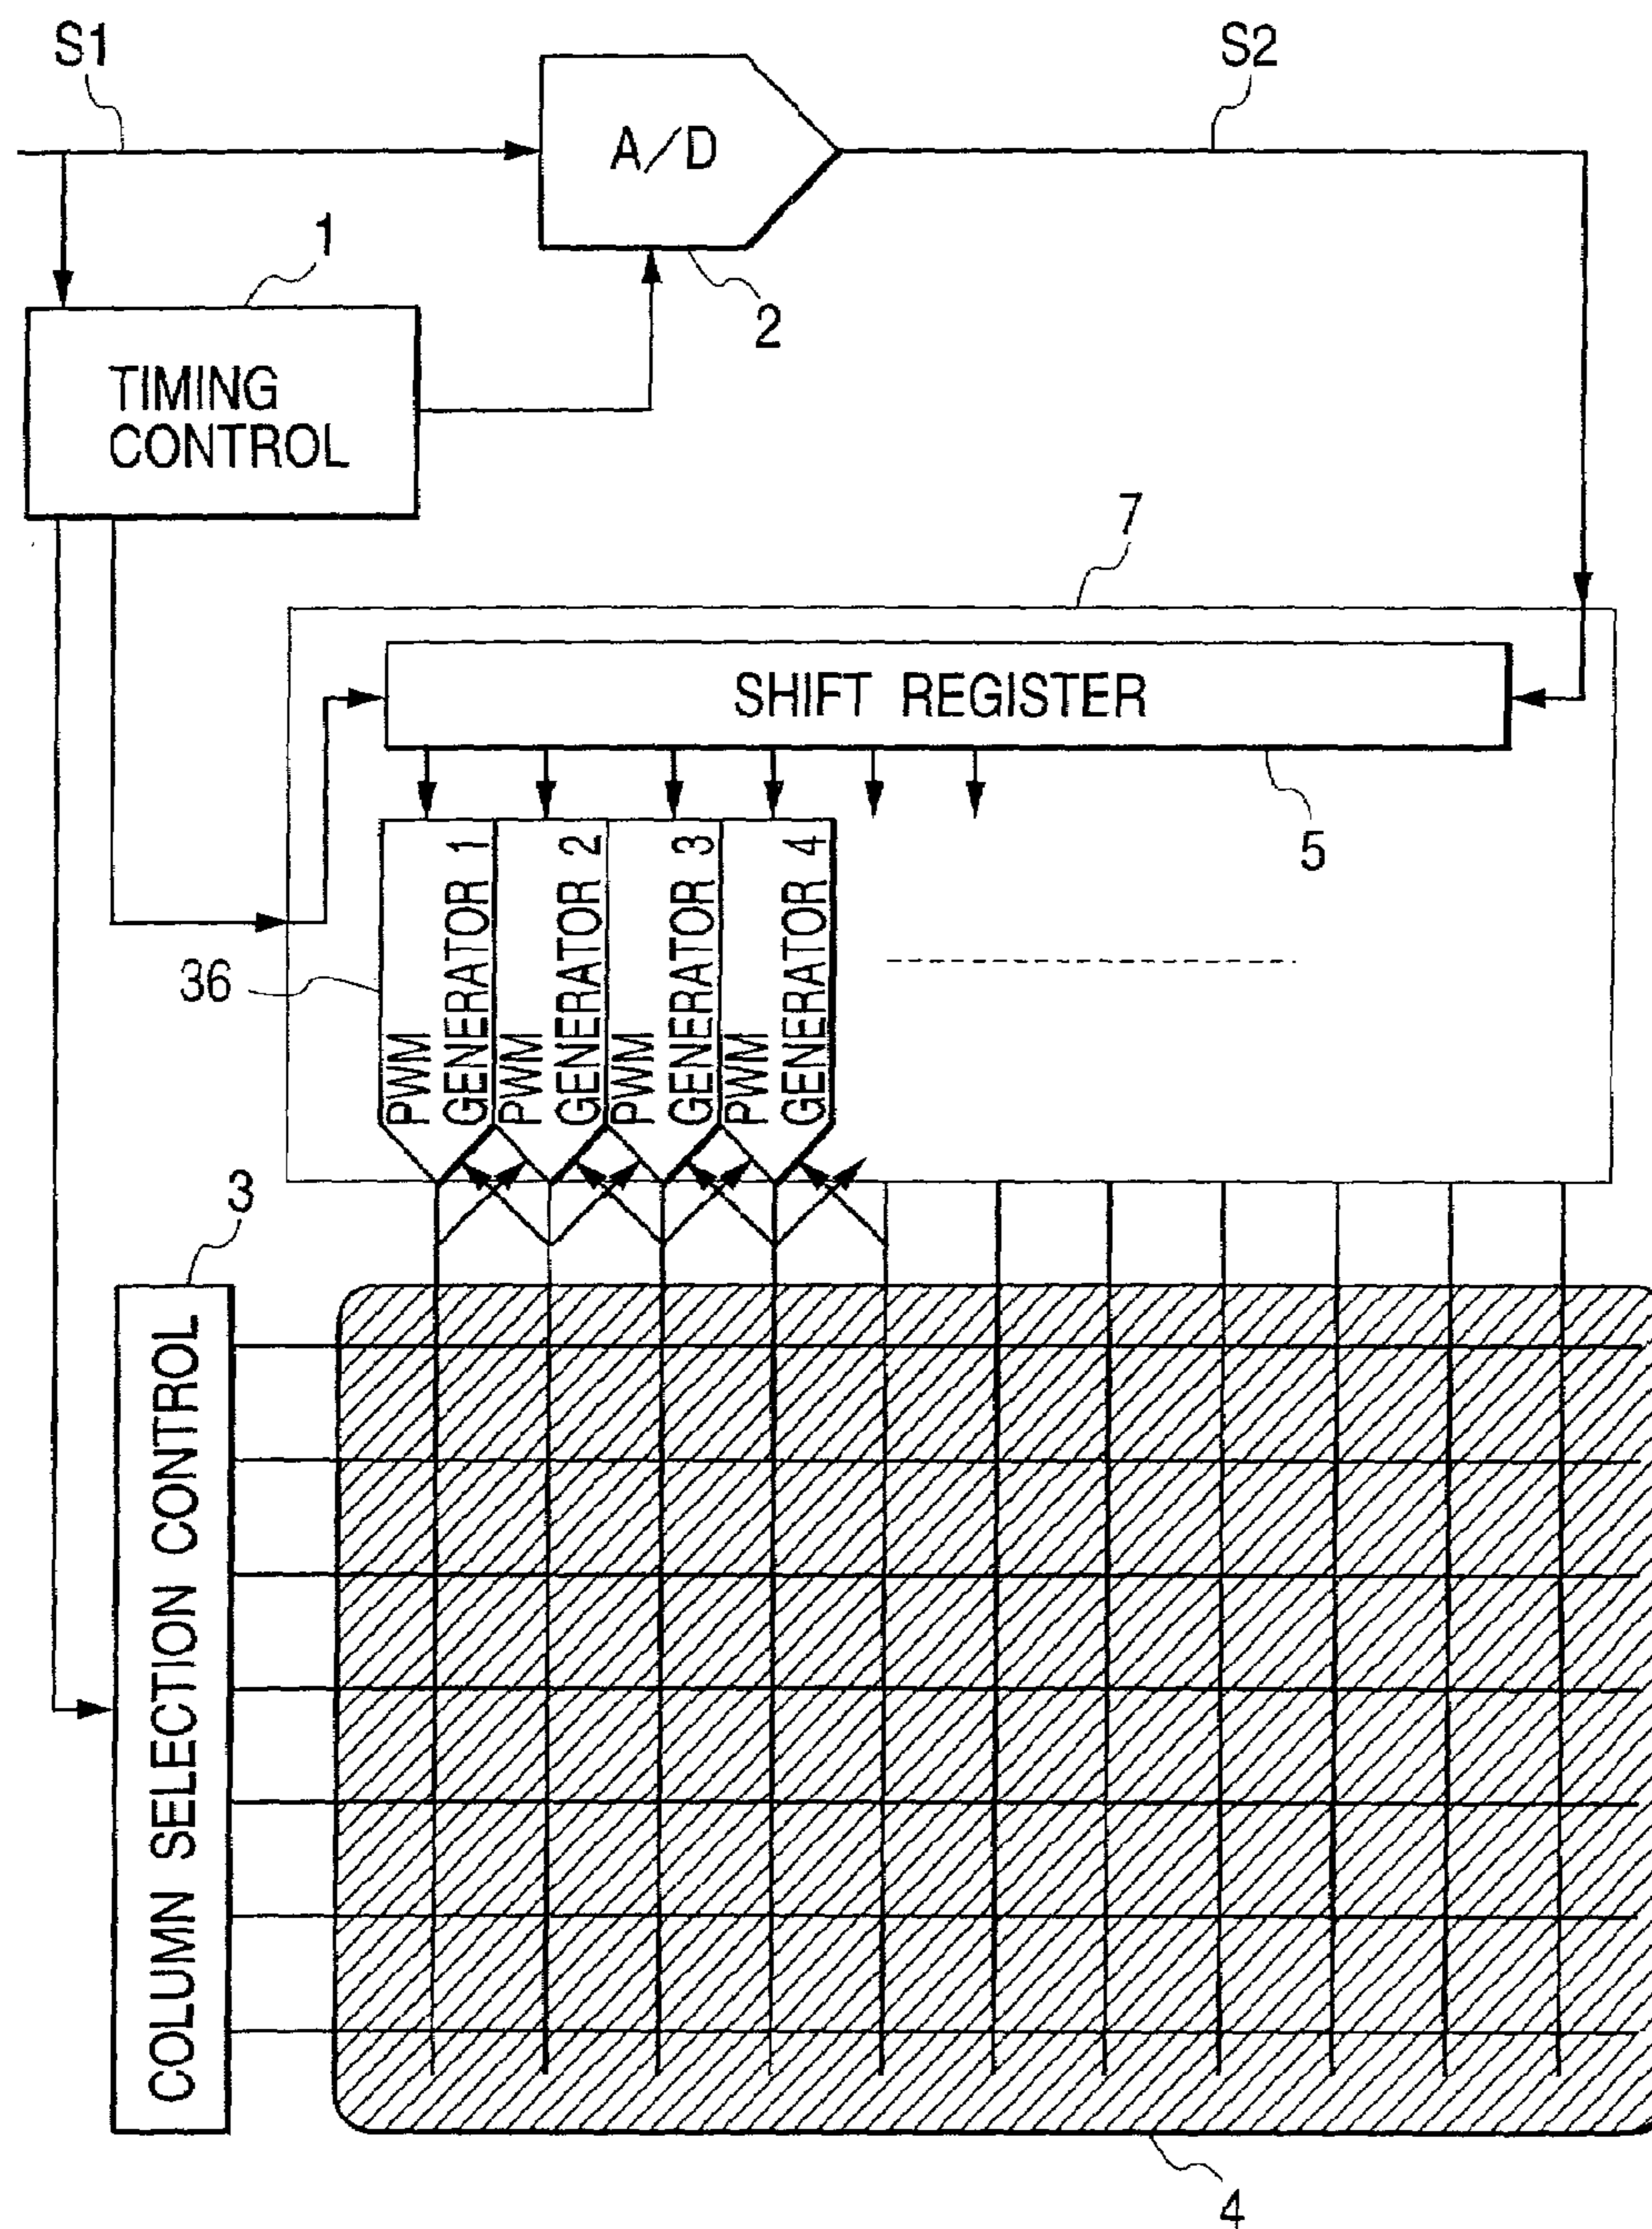 S1
S2
A/D
1
2
TIMING
CONTROL
7
SHIFT REGISTER
5
PWM
GENERATOR 1
PWM
GENERATOR 2
PWM
GENERATOR 3
PWM
GENERATOR 4
36
3
COLUMN SELECTION CONTROL
4